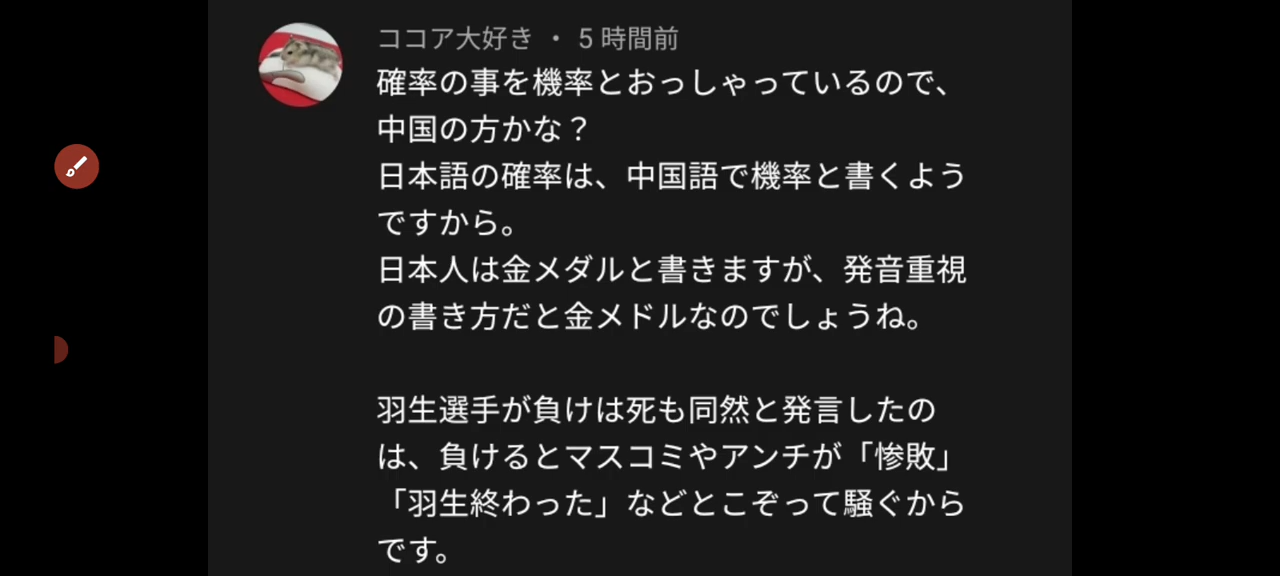 ココア大好き ・ 5 時間前
確率の事を機率とおっしゃっているので、
中国の方かな？
日本語の確率は、中国語で機率と書くよう
ですから。
日本人は金メダルと書きますが、発音重視
の書き方だと金メドルなのでしょうね。
羽生選手が負けは死も同然と発言したの
は、負けるとマスコミやアンチが「惨敗」
「羽生終わった」などとこぞって騒ぐから
です。